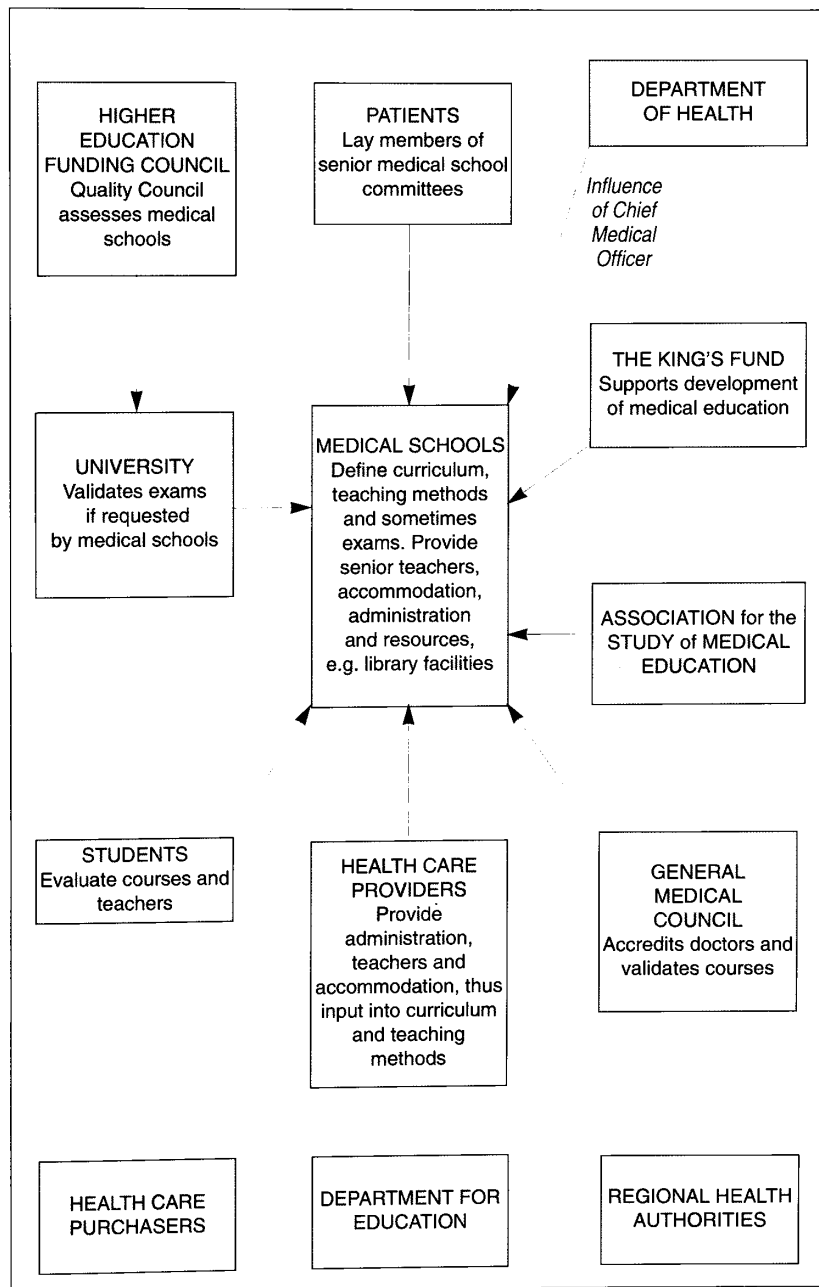 HIGHER
EDUCATION
FUNDING COUNCIL
Quality Council
assesses medical
schools
PATIENTS
Lay members of
senior medical school
committees
DEPARTMENT
OF HEALTH
Influence
of Chief
Medical
Officer
THE KING'S FUND
Supports development
of medical education
UNIVERSITY
Validates exams
if requested
by medical schools
MEDICAL SCHOOLS
Define curriculum,
teaching methods
and sometimes
exams. Provide
senior teachers,
accommodation,
administration
and resources,
e.g. library facilities
ASSOCIATION for the
STUDY of MEDICAL
EDUCATION
STUDENTS
Evaluate courses and
teachers
HEALTH CARE
PROVIDERS
Provide
administration,
teachers and
accommodation, thus
input into curriculum
and teaching
methods
GENERAL
MEDICAL
COUNCIL
Accredits doctors and
validates courses
HEALTH CARE
PURCHASERS
DEPARTMENT FOR
EDUCATION
REGIONAL HEALTH
AUTHORITIES